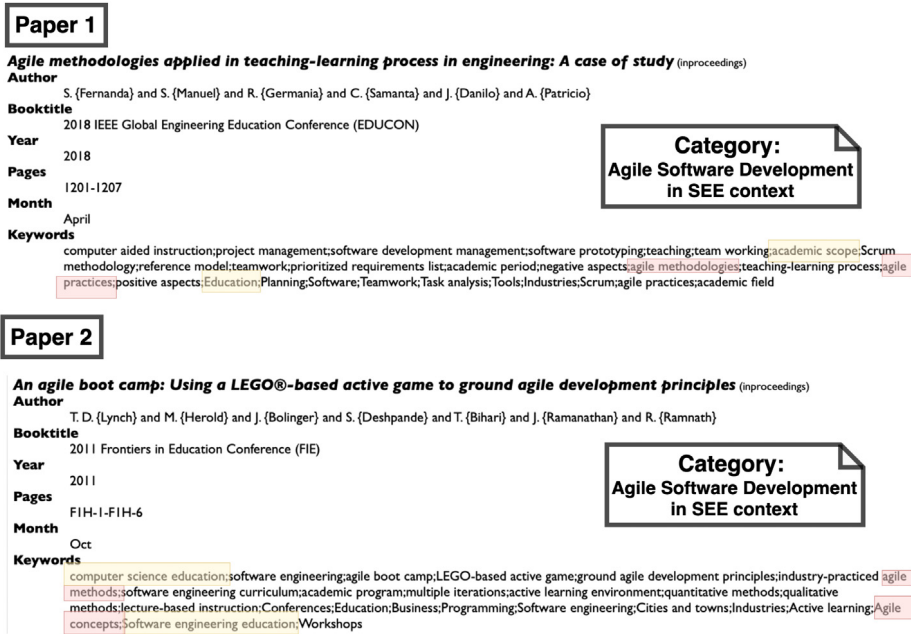 Paper 1
Agile methodologies applied in teaching-learning process in engineering: A case of study (inproceedings)
Author
S. {Fernanda} and S. {Manuel} and R. {Germania} and C. {Samanta} and J. {Danilo} and A. {Patricio}
Booktitle
2018 IEEE Global Engineering Education Conference (EDUCON)
Year
2018
Pages
1201-1207
Month
April
Category:
Agile Software Development
in SEE context
Keywords
computer aided instruction;project management;software development management;software prototyping;teaching;team working;academic scope;Scrum
methodology;reference model;teamwork;prioritized requirements list;academic period;negative aspects;agile methodologies;teaching-learning process;agile
practices;positive aspects;Education;Planning;Software;Teamwork;Task analysis;Tools;Industries;Scrum;agile practices;academic field
Paper 2
An agile boot camp: Using a LEGO®-based active game to ground agile development principles (inproceedings)
Author
T. D. {Lynch} and M. {Herold} and J. {Bolinger} and S. {Deshpande} and T. {Bihari} and J. {Ramanathan} and R. {Ramnath}
Booktitle
2011 Frontiers in Education Conference (FIE)
Year
2011
Pages
F1H-1-F1H-6
Month
Oct
Category:
Agile Software Development
in SEE context
Keywords
computer science education;software engineering;agile boot camp;LEGO-based active game;ground agile development principles;industry-practiced agile
methods;software engineering curriculum;academic program;multiple iterations;active learning environment;quantitative methods;qualitative
methods;lecture-based instruction;Conferences;Education;Business;Programming;Software engineering;Cities and towns;Industries;Active learning;Agile
concepts;Software engineering education;Workshops